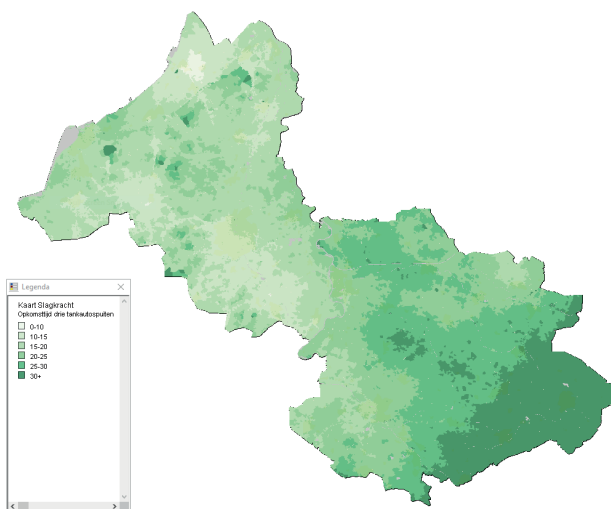 Legenda
Kaart Slagkracht
Opkomsttijd drie tankautospuiten
0-10
10-15
15-20
20-25
25-30
30+